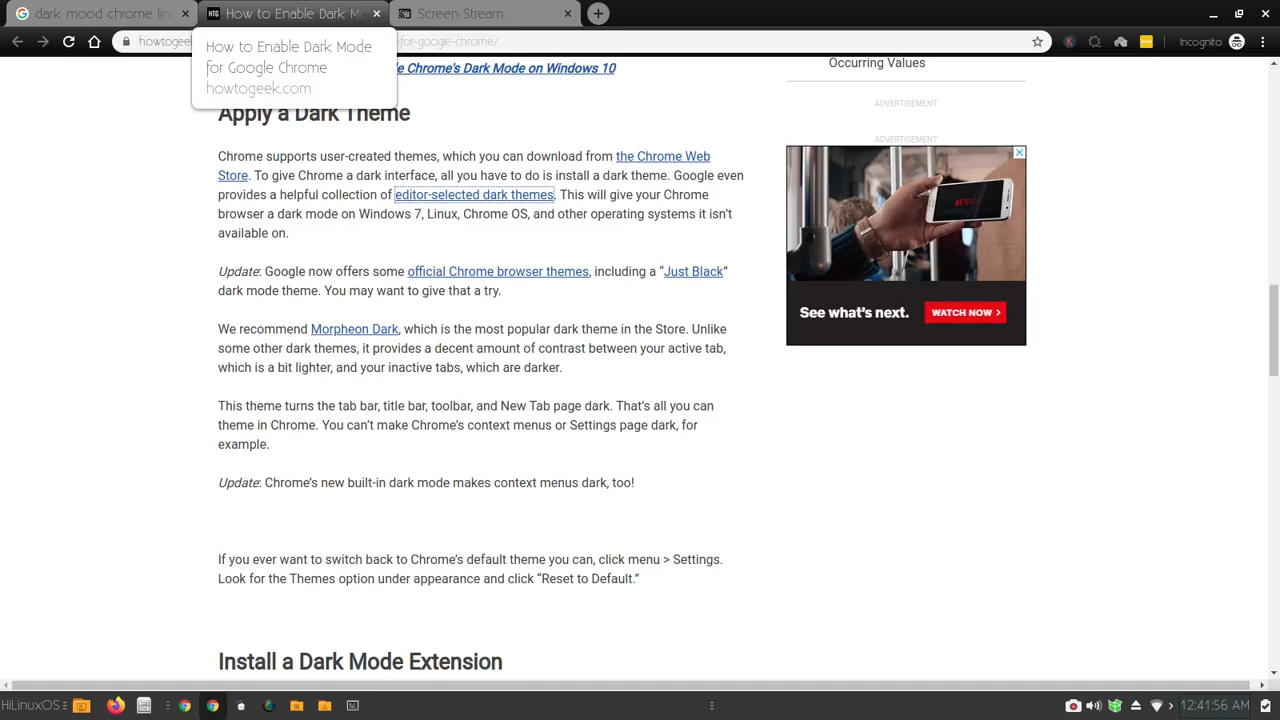 dark mood chrome lin
HTG How to Enable Dark Mo
Screen Stream
howtogee
-for-google-chrome/
Incognito
How to Enable Dark Mode
for Google Chrome
howtogeek.com
e Chrome's Dark Mode on Windows 10
Apply a Dark Theme
Chrome supports user-created themes, which you can download from the Chrome Web
Store. To give Chrome a dark interface, all you have to do is install a dark theme. Google even
provides a helpful collection of editor-selected dark themes. This will give your Chrome
browser a dark mode on Windows 7, Linux, Chrome OS, and other operating systems it isn't
available on.
Update: Google now offers some official Chrome browser themes, including a “Just Black”
dark mode theme. You may want to give that a try.
We recommend Morpheon Dark, which is the most popular dark theme in the Store. Unlike
some other dark themes, it provides a decent amount of contrast between your active tab,
which is a bit lighter, and your inactive tabs, which are darker.
This theme turns the tab bar, title bar, toolbar, and New Tab page dark. That’s all you can
theme in Chrome. You can’t make Chrome’s context menus or Settings page dark, for
example.
Update: Chrome’s new built-in dark mode makes context menus dark, too!
If you ever want to switch back to Chrome’s default theme you can, click menu > Settings.
Look for the Themes option under appearance and click “Reset to Default.”
Install a Dark Mode Extension
Occurring Values
ADVERTISEMENT
ADVERTISEMENT
NETFLIX
See what’s next.
WATCH NOW >
HiLinuxOS
12:41:56 AM